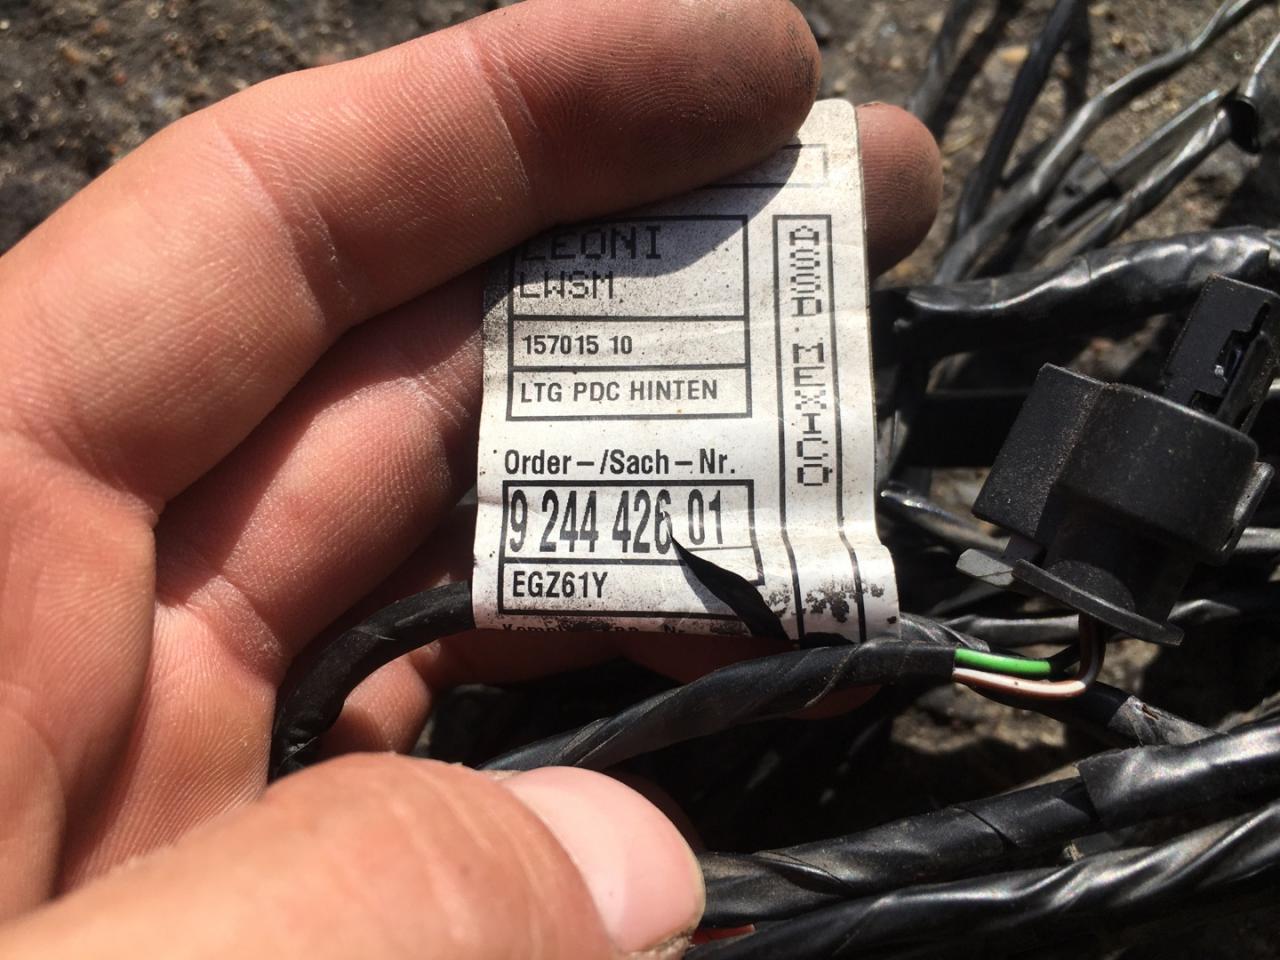 LEONI
LWSM
157015 10
LTG PDC HINTEN
Order-/Sach-Nr.
9 244 426 01
EGZ61Y
ASSD. MEXICO